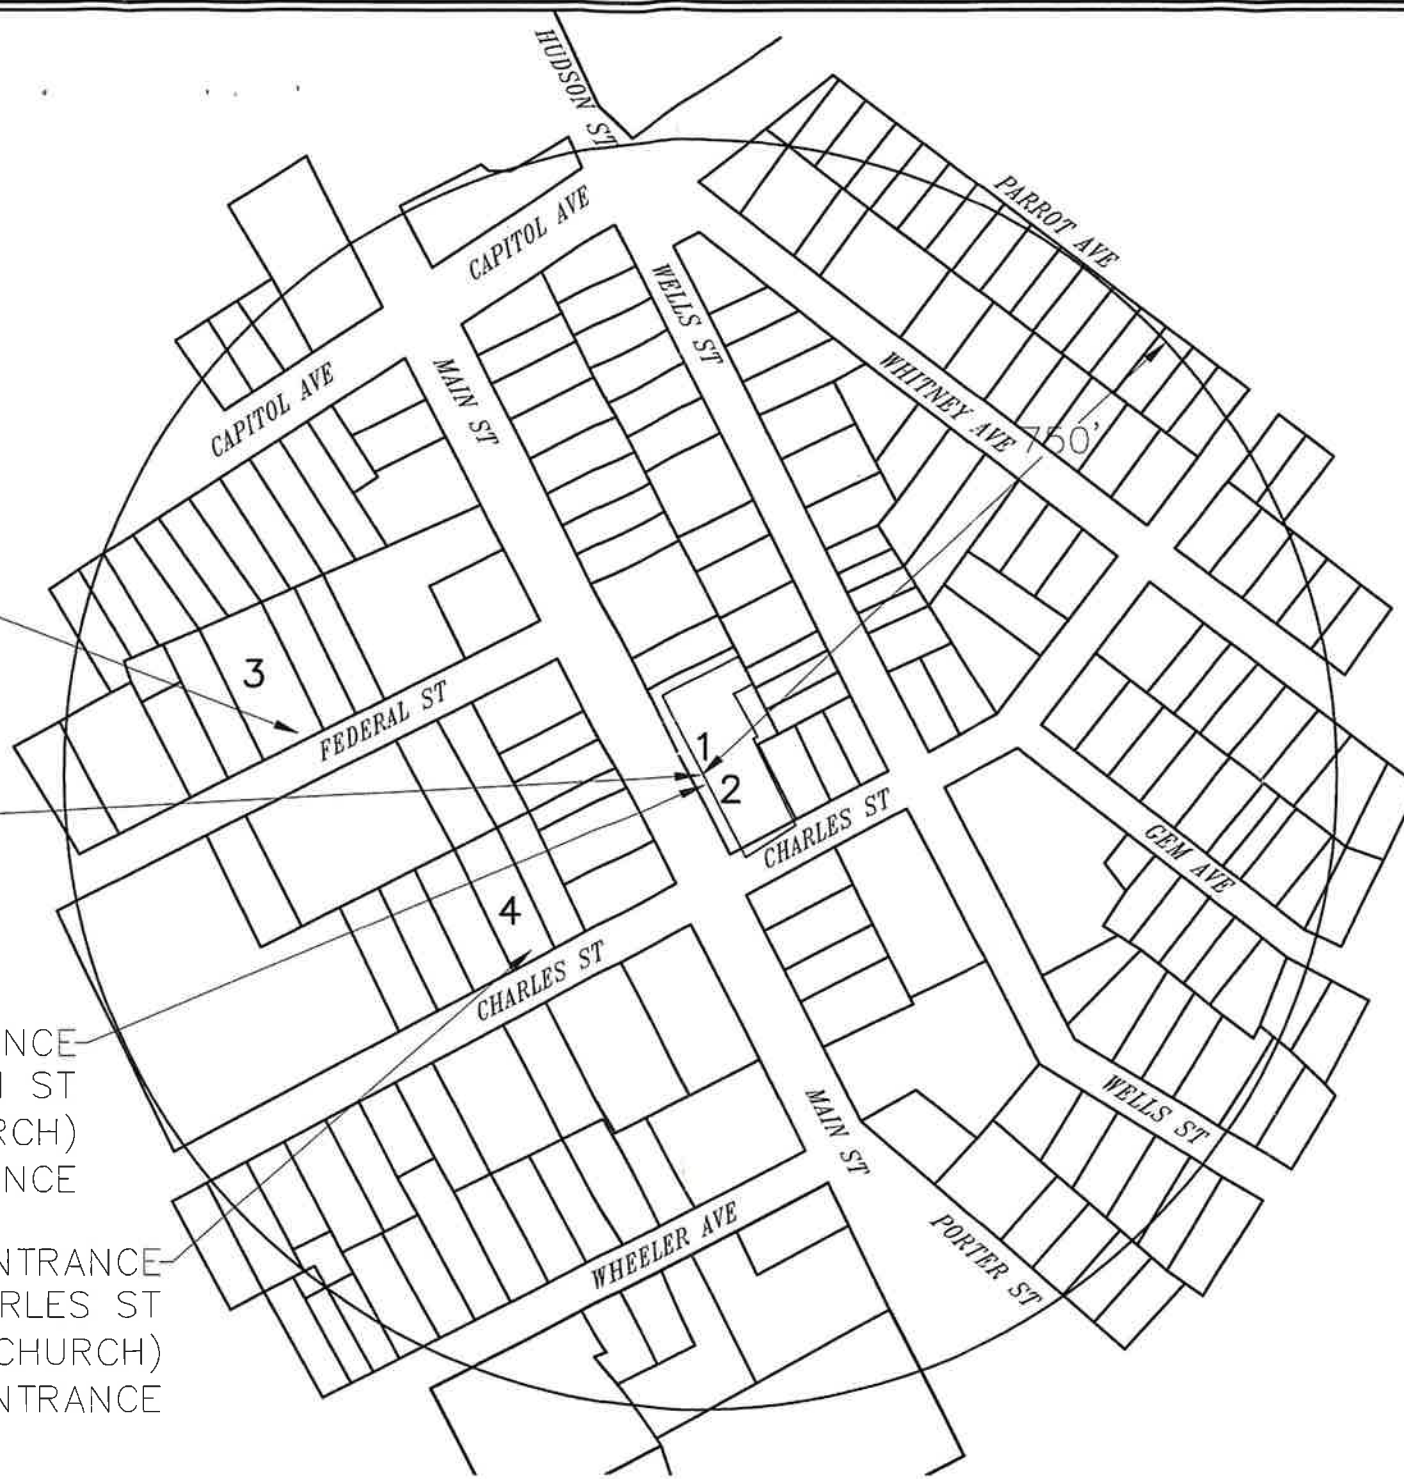 HUDSON ST
PARROT AVE
CAPITOL AVE
WELLS ST
CAPITOL AVE
MAIN ST
WHITNEY AVE
750'
3
FEDERAL ST
1
2
CHARLES ST
GEM AVE
4
CHARLES ST
NCE
ST
RCH)
NCE
WELLS ST
MAIN ST
PORTER ST
WHEELER AVE
NTRANCE
RLES ST
CHURCH)
NTRANCE